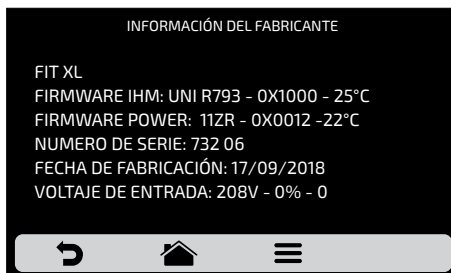 INFORMACIÓN DEL FABRICANTE
FIT XL
FIRMWARE IHM: UNI R793 - 0X1000 - 25°C
FIRMWARE POWER: 11ZR - 0X0012 -22°C
NUMERO DE SERIE: 732 06
FECHA DE FABRICACIÓN: 17/09/2018
VOLTAJE DE ENTRADA: 208V - 0% - 0